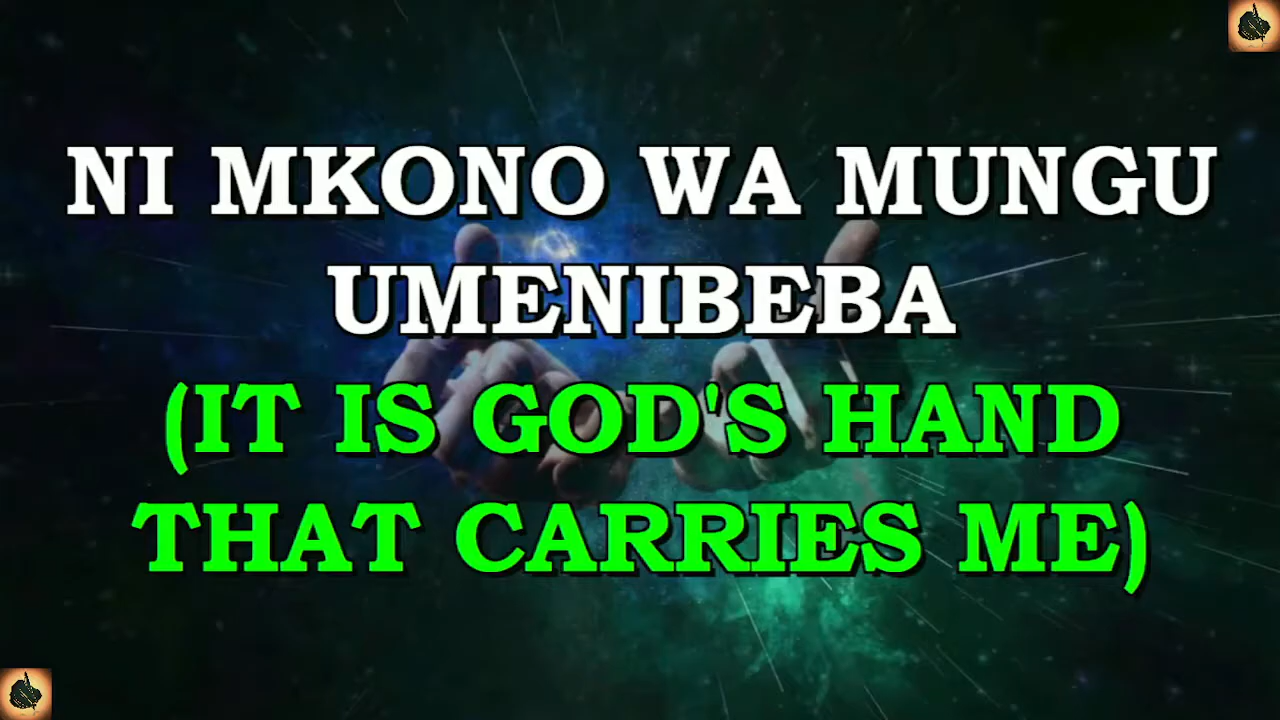 NI MKONO WA MUNGU
UMENIBEBA
(IT IS GOD'S HAND
THAT CARRIES ME)